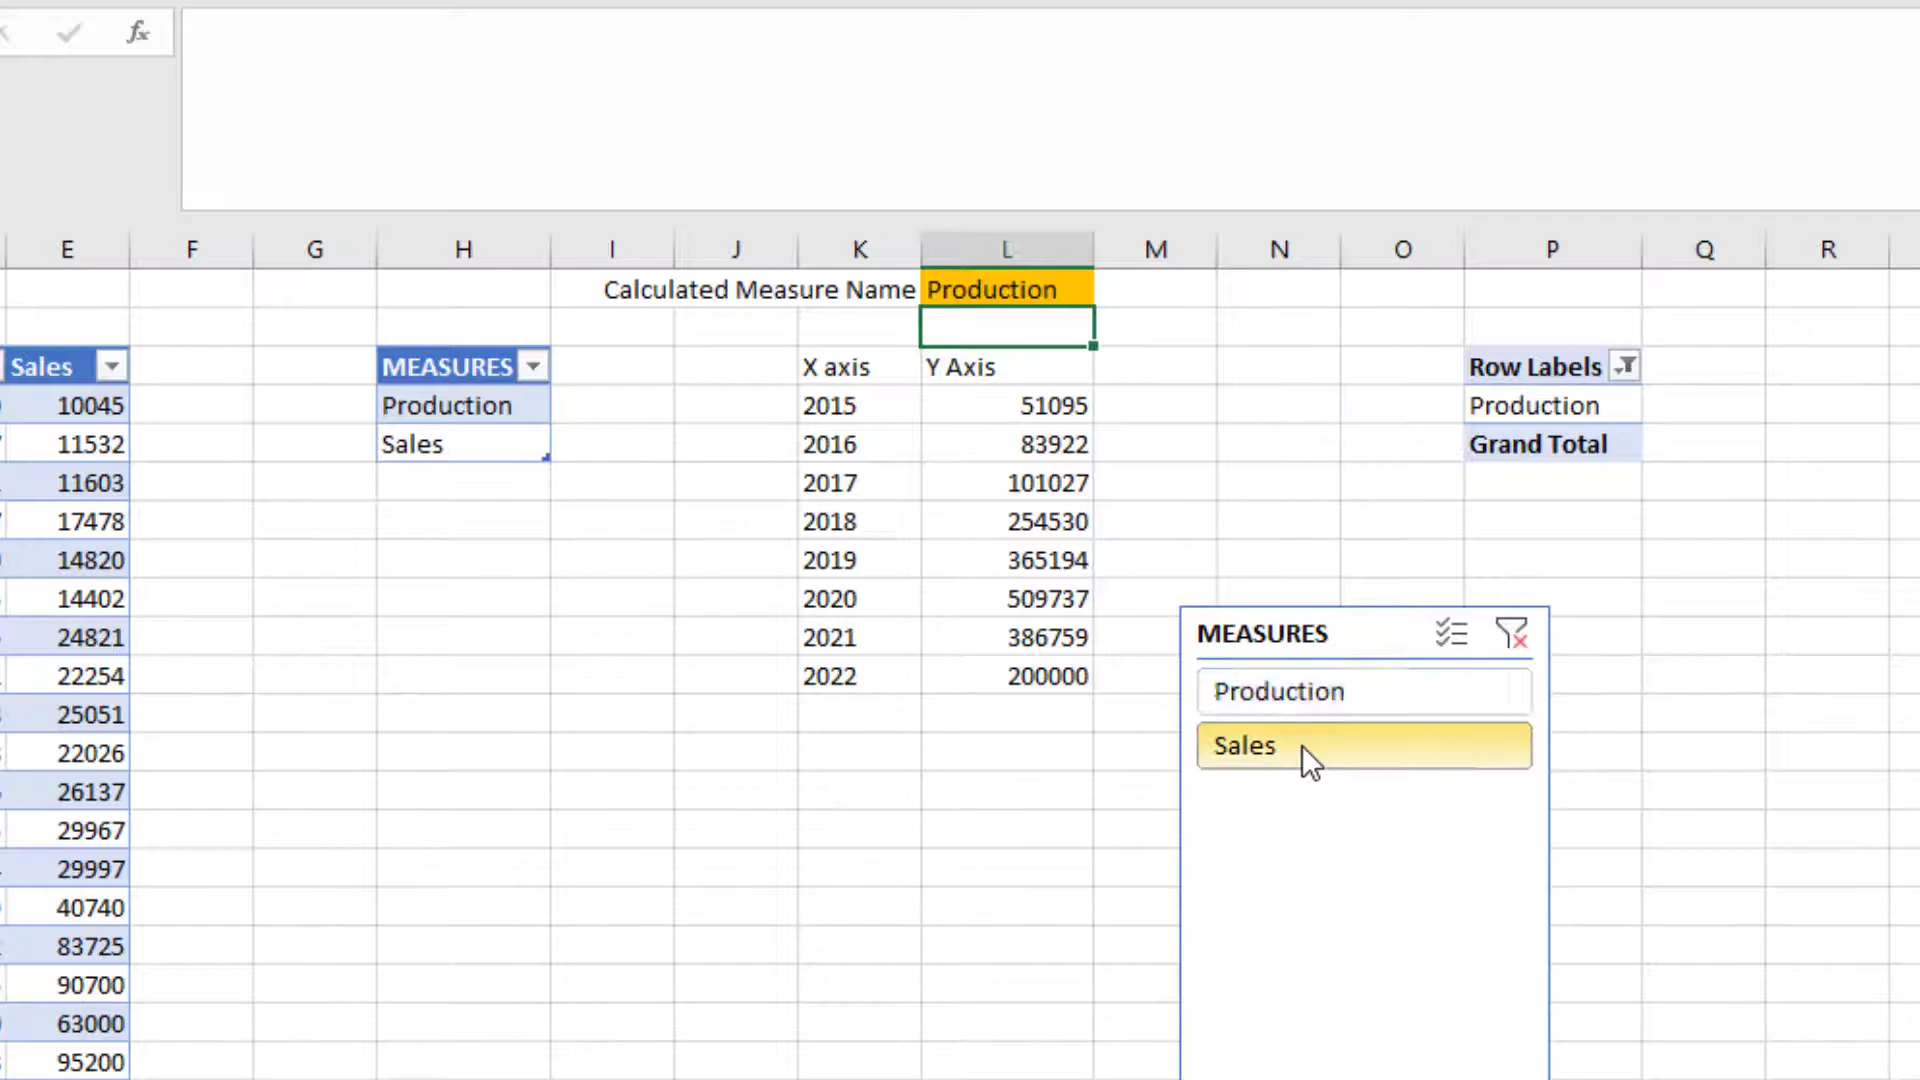 fx
E F G H I J K L M N O P Q R
Calculated Measure Name Production
Sales MEASURES X axis Y Axis Row Labels
10045 Production 2015 51095 Production
11532 Sales 2016 83922 Grand Total
11603 2017 101027
17478 2018 254530
14820 2019 365194
14402 2020 509737
24821 2021 386759 MEASURES
22254 2022 200000 Production
25051
22026 Sales
26137
29967
29997
40740
83725
90700
63000
95200